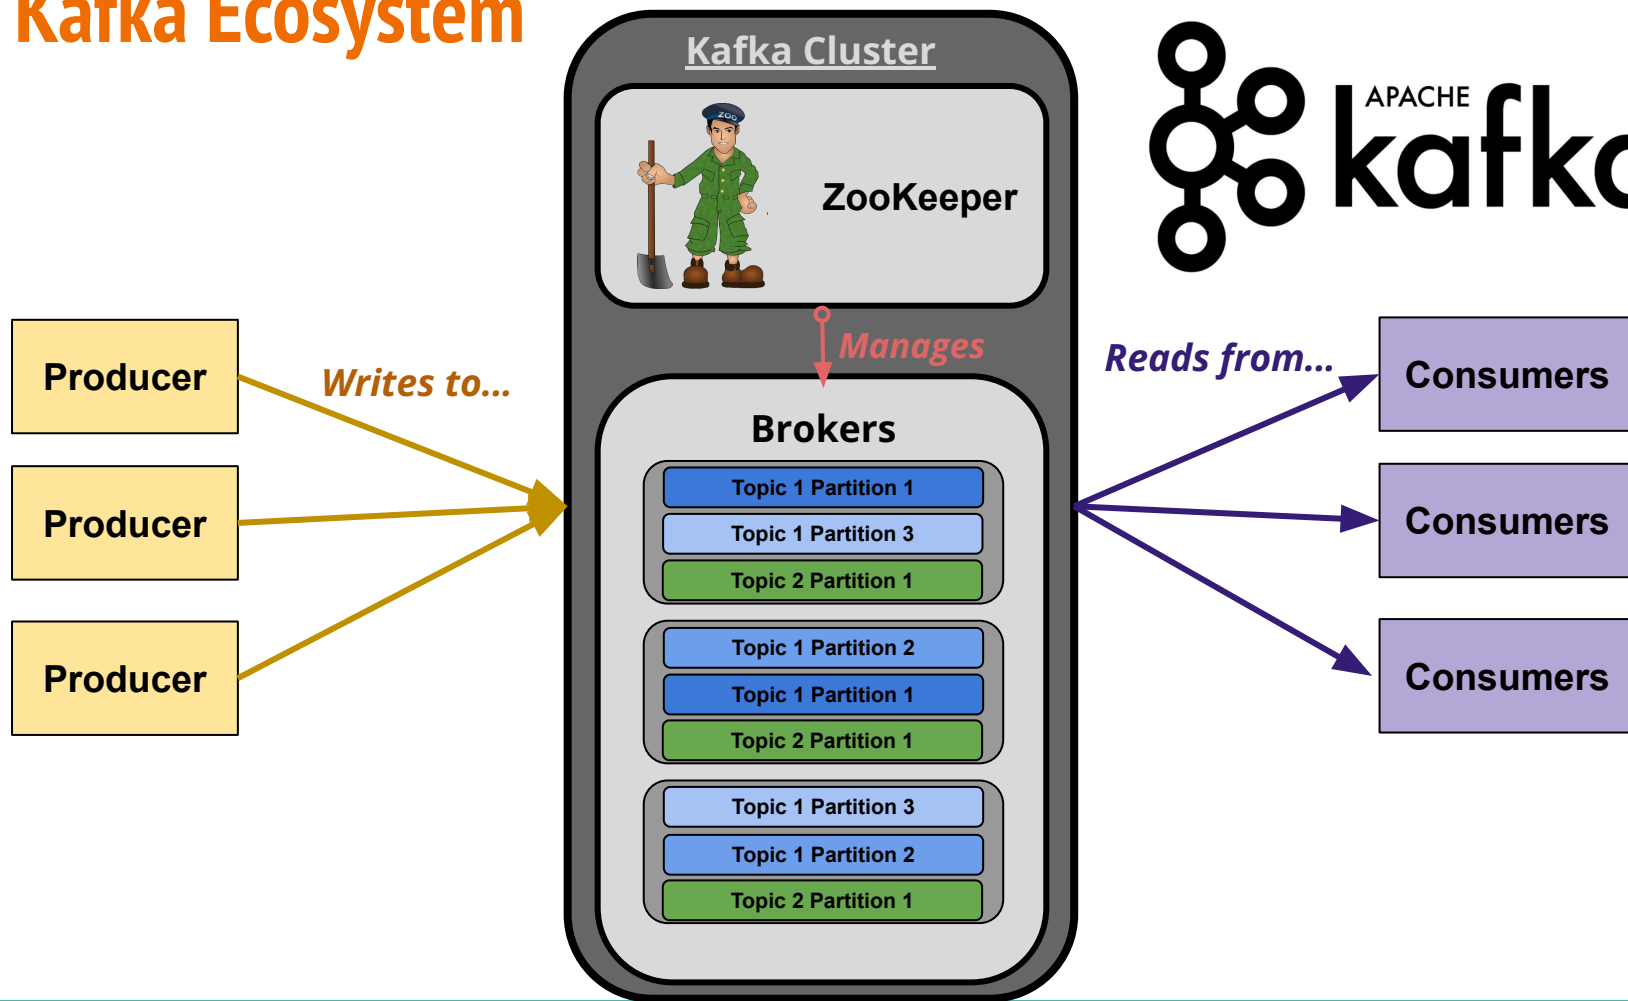 Kafka Ecosystem
Kafka Cluster
ZOO
ZooKeeper
APACHE
kafka
Manages
Producer
Producer
Producer
Writes to...
Brokers
Topic 1 Partition 1
Topic 1 Partition 3
Topic 2 Partition 1
Topic 1 Partition 2
Topic 1 Partition 1
Topic 2 Partition 1
Topic 1 Partition 3
Topic 1 Partition 2
Topic 2 Partition 1
Reads from...
Consumers
Consumers
Consumers